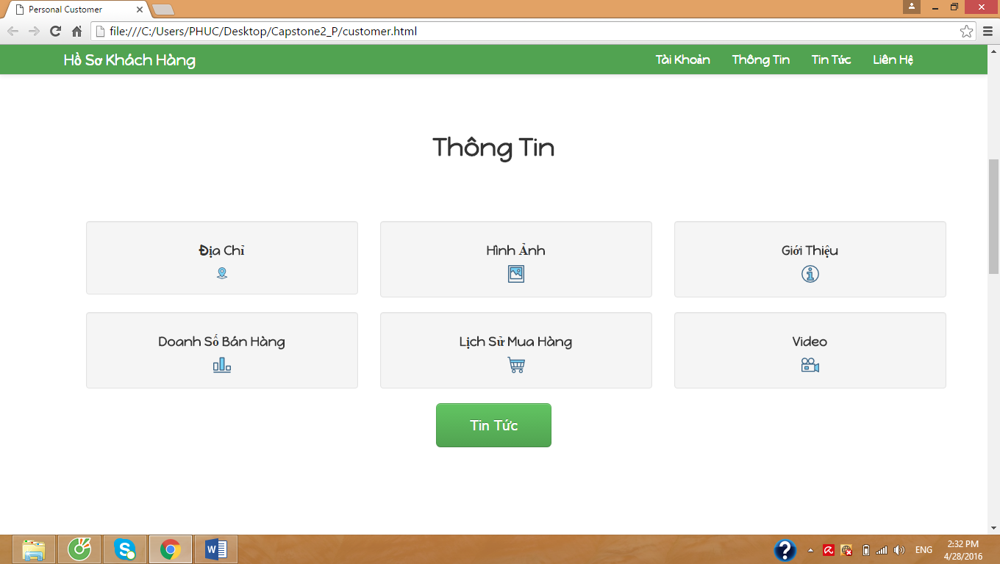 Personal Customer
file:///C:/Users/PHUC/Desktop/Capstone2_P/customer.html
Hồ Sơ Khách Hàng Tài Khoản Thông Tin Tin Tức Liên Hệ
Thông Tin
Địa Chỉ Hình Ảnh Giới Thiệu
Doanh Số Bán Hàng Lịch Sử Mua Hàng Video
Tin Tức
ENG
2:32 PM
4/28/2016